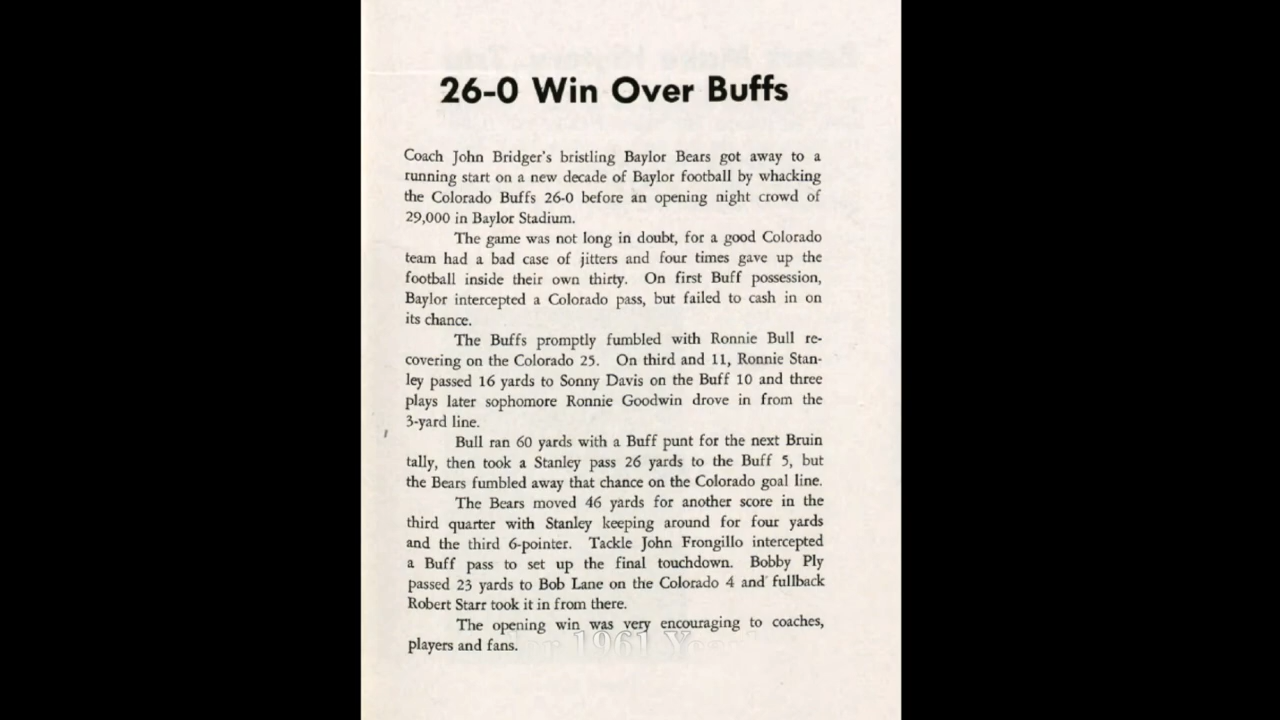 26-0 Win Over Buffs
Coach John Bridger's bristling Baylor Bears got away to a
running start on a new decade of Baylor football by whacking
the Colorado Buffs 26-0 before an opening night crowd of
29,000 in Baylor Stadium.
The game was not long in doubt, for a good Colorado
team had a bad case of jitters and four times gave up the
football inside their own thirty. On first Buff possession,
Baylor intercepted a Colorado pass, but failed to cash in on
its chance.
The Buffs promptly fumbled with Ronnie Bull re-
covering on the Colorado 25. On third and 11, Ronnie Stan-
ley passed 16 yards to Sonny Davis on the Buff 10 and three
plays later sophomore Ronnie Goodwin drove in from the
3-yard line.
Bull ran 60 yards with a Buff punt for the next Bruin
tally, then took a Stanley pass 26 yards to the Buff 5, but
the Bears fumbled away that chance on the Colorado goal line.
The Bears moved 46 yards for another score in the
third quarter with Stanley keeping around for four yards
and the third 6-pointer. Tackle John Frongillo intercepted
a Buff pass to set up the final touchdown. Bobby Ply
passed 23 yards to Bob Lane on the Colorado 4 and fullback
Robert Starr took it in from there.
The opening win was very encouraging to coaches,
players and fans.
1961